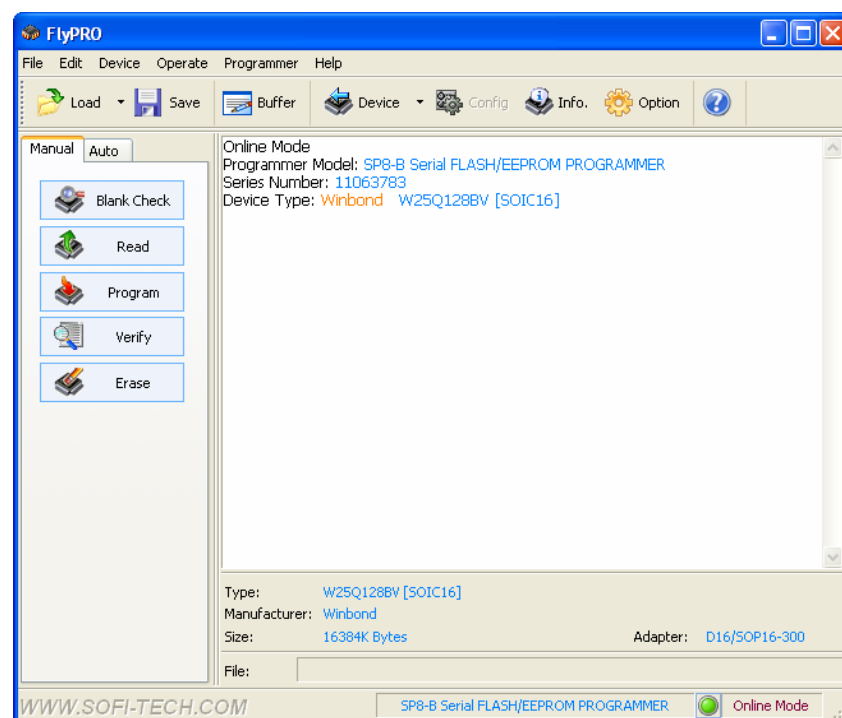 FlyPRO
File Edit Device Operate Programmer Help
Load Save Buffer Device Config Info. Option
Manual Auto
Blank Check
Read
Program
Verify
Erase
Online Mode
Programmer Model: SP8-B Serial FLASH/EEPROM PROGRAMMER
Series Number: 11063783
Device Type: Winbond W25Q128BV [SOIC16]
Type: W25Q128BV [SOIC16]
Manufacturer: Winbond
Size: 16384K Bytes Adapter: D16/SOP16-300
File:
WWW.SOFI-TECH.COM SP8-B Serial FLASH/EEPROM PROGRAMMER Online Mode